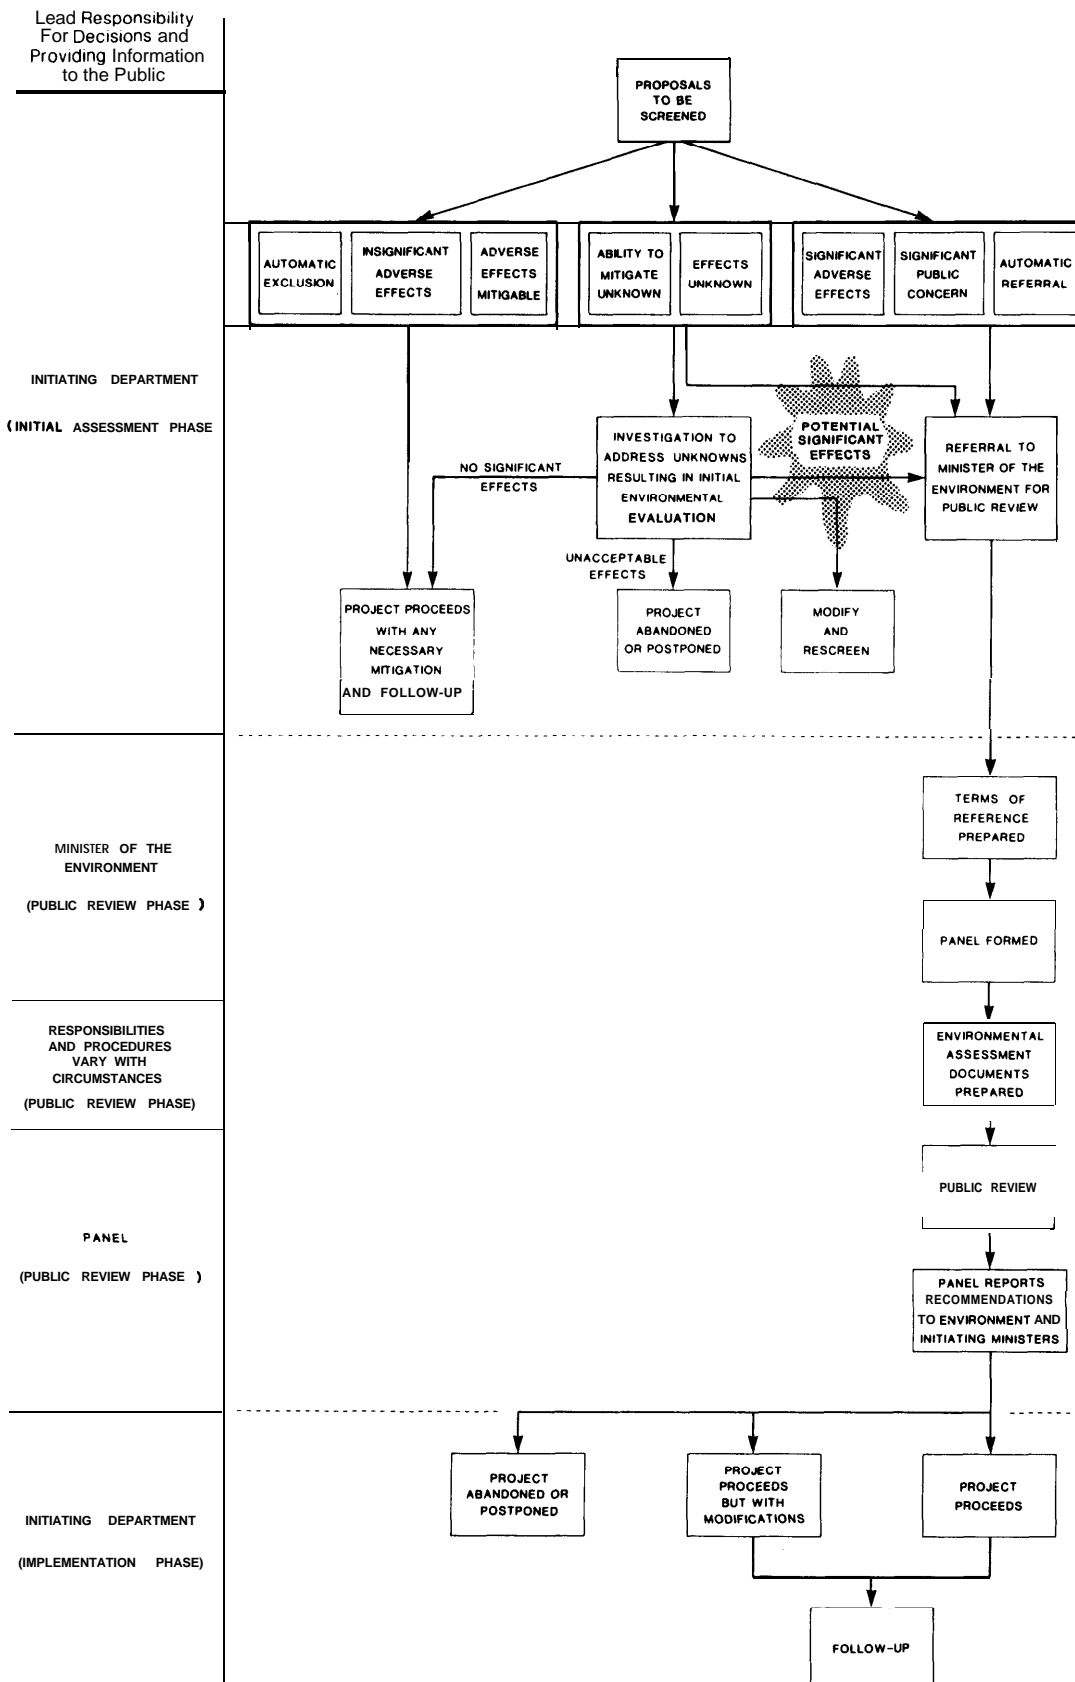 Lead Responsibility
For Decisions and
Providing Information
to the Public
PROPOSALS
TO BE
SCREENED
AUTOMATIC
EXCLUSION
INSIGNIFICANT
ADVERSE
EFFECTS
ADVERSE
EFFECTS
MITIGABLE
ABILITY TO
MITIGATE
UNKNOWN
EFFECTS
UNKNOWN
SIGNIFICANT
ADVERSE
EFFECTS
SIGNIFICANT
PUBLIC
CONCERN
AUTOMATIC
REFERRAL
INITIATING DEPARTMENT
(INITIAL ASSESSMENT PHASE
NO SIGNIFICANT
EFFECTS
INVESTIGATION TO
ADDRESS UNKNOWNS
RESULTING IN INITIAL
ENVIRONMENTAL
EVALUATION
POTENTIAL
SIGNIFICANT
EFFECTS
REFERRAL TO
MINISTER OF THE
ENVIRONMENT FOR
PUBLIC REVIEW
UNACCEPTABLE
EFFECTS
PROJECT PROCEEDS
WITH ANY
NECESSARY
MITIGATION
AND FOLLOW-UP
PROJECT
ABANDONED
OR POSTPONED
MODIFY
AND
RESCREEN
MINISTER OF THE
ENVIRONMENT
(PUBLIC REVIEW PHASE )
TERMS OF
REFERENCE
PREPARED
PANEL FORMED
RESPONSIBILITIES
AND PROCEDURES
VARY WITH
CIRCUMSTANCES
(PUBLIC REVIEW PHASE)
ENVIRONMENTAL
ASSESSMENT
DOCUMENTS
PREPARED
PANEL
(PUBLIC REVIEW PHASE )
PUBLIC REVIEW
PANEL REPORTS
RECOMMENDATIONS
TO ENVIRONMENT AND
INITIATING MINISTERS
INITIATING DEPARTMENT
(IMPLEMENTATION PHASE)
PROJECT
ABANDONED OR
POSTPONED
PROJECT
PROCEEDS
BUT WITH
MODIFICATIONS
PROJECT
PROCEEDS
FOLLOW-UP